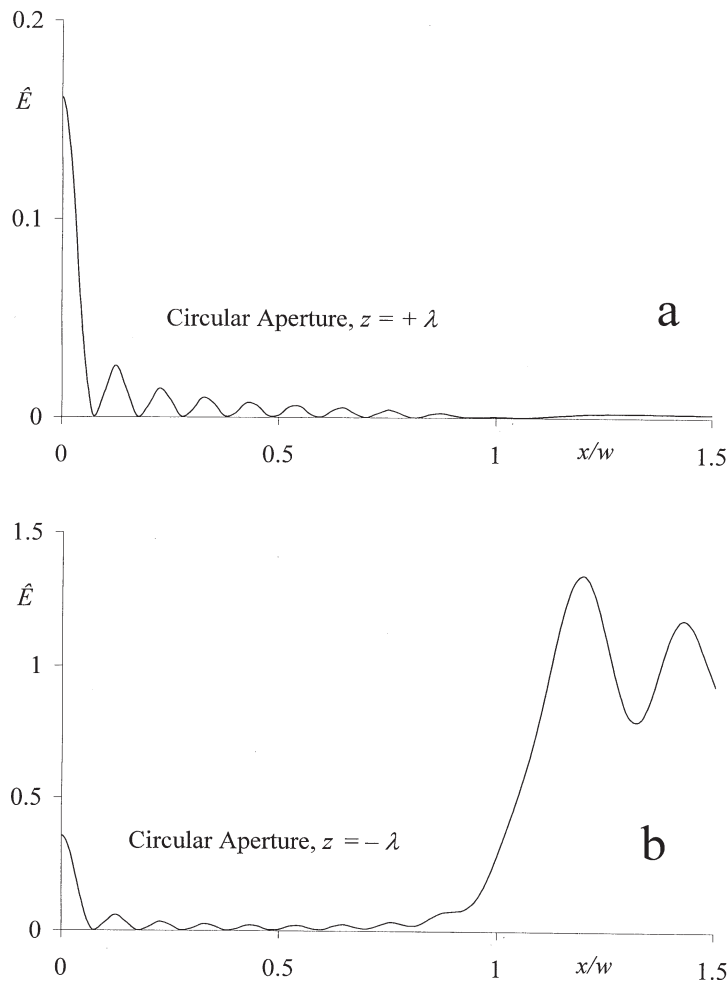 0.2
Ê
0.1
Circular Aperture, z = + λ
a
0
0 0.5 1 x/w 1.5
1.5
Ê
1
0.5
Circular Aperture, z = – λ
b
0
0 0.5 1 x/w 1.5